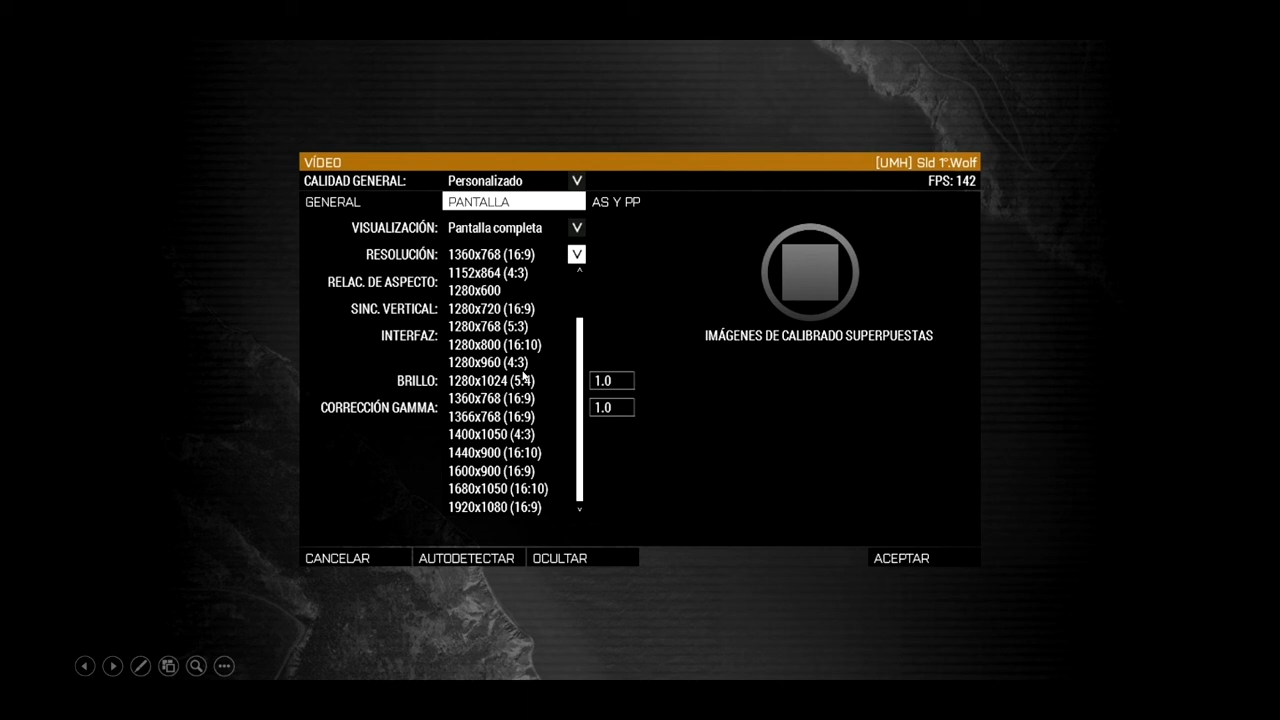 VÍDEO
[UMH] Sld 1º.Wolf
CALIDAD GENERAL:
Personalizado
FPS: 142
GENERAL
PANTALLA
AS Y PP
VISUALIZACIÓN:
Pantalla completa
RESOLUCIÓN:
1360x768 (16:9)
1152x864 (4:3)
RELAC. DE ASPECTO:
1280x600
SINC. VERTICAL:
1280x720 (16:9)
1280x768 (5:3)
INTERFAZ:
1280x800 (16:10)
1280x960 (4:3)
BRILLO:
1280x1024 (5:4)
1.0
1360x768 (16:9)
CORRECCIÓN GAMMA:
1.0
1366x768 (16:9)
1400x1050 (4:3)
1440x900 (16:10)
1600x900 (16:9)
1680x1050 (16:10)
1920x1080 (16:9)
IMÁGENES DE CALIBRADO SUPERPUESTAS
CANCELAR
AUTODETECTAR
OCULTAR
ACEPTAR